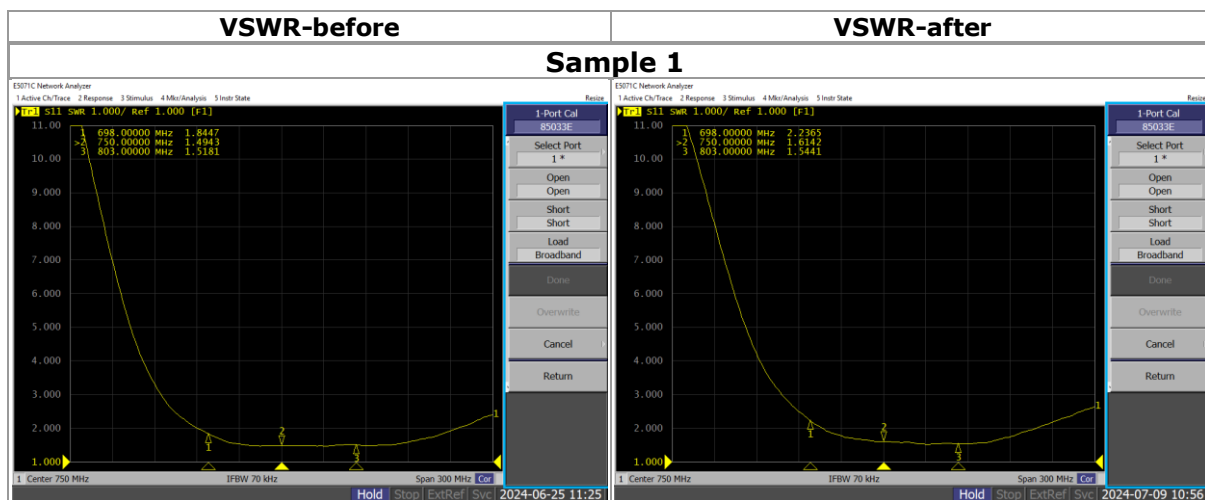 VSWR-before VSWR-after
Sample 1
E5071C Network Analyzer
1 Active Ch/Trace 2 Response 3 Stimulus 4 Mkr/Analysis 5 Instr State Resize
Tr1 S11 SWR 1.000/ Ref 1.000 [F1]
11.00
10.00
9.000
8.000
7.000
6.000
5.000
4.000
3.000
2.000
1.000
1 698.00000 MHz 1.8447
>2 750.00000 MHz 1.4943
3 803.00000 MHz 1.5181
1
2
3
1
1-Port Cal
85033E
Select Port
1 *
Open
Open
Short
Short
Load
Broadband
Done
Overwrite
Cancel
Return
1 Center 750 MHz IFBW 70 kHz Span 300 MHz Cor
Hold Stop ExtRef Svc 2024-06-25 11:25
E5071C Network Analyzer
1 Active Ch/Trace 2 Response 3 Stimulus 4 Mkr/Analysis 5 Instr State Resize
Tr1 S11 SWR 1.000/ Ref 1.000 [F1]
11.00
10.00
9.000
8.000
7.000
6.000
5.000
4.000
3.000
2.000
1.000
1 698.00000 MHz 2.2365
>2 750.00000 MHz 1.6142
3 803.00000 MHz 1.5441
1
2
3
1
1-Port Cal
85033E
Select Port
1 *
Open
Open
Short
Short
Load
Broadband
Done
Overwrite
Cancel
Return
1 Center 750 MHz IFBW 70 kHz Span 300 MHz Cor
Hold Stop ExtRef Svc 2024-07-09 10:56